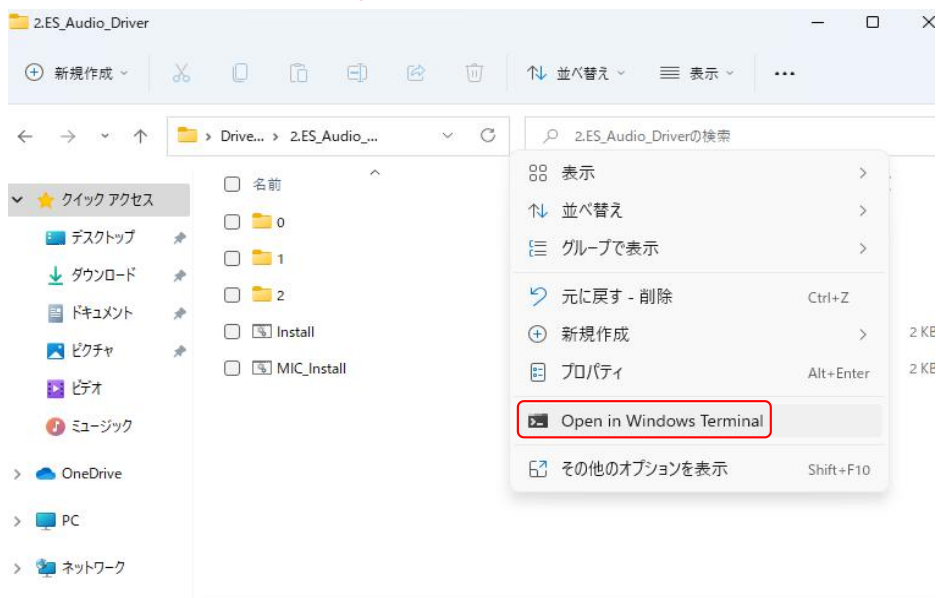 2.ES_Audio_Driver
新規作成
並べ替え
表示
Drive... > 2.ES_Audio_...
2.ES_Audio_Driverの検索
クイック アクセス
デスクトップ
ダウンロード
ドキュメント
ピクチャ
ビデオ
ミュージック
OneDrive
PC
ネットワーク
名前
0
1
2
Install
MIC_Install
2 KB
2 KB
表示
並べ替え
グループで表示
元に戻す - 削除 Ctrl+Z
新規作成
プロパティ Alt+Enter
Open in Windows Terminal
その他のオプションを表示 Shift+F10